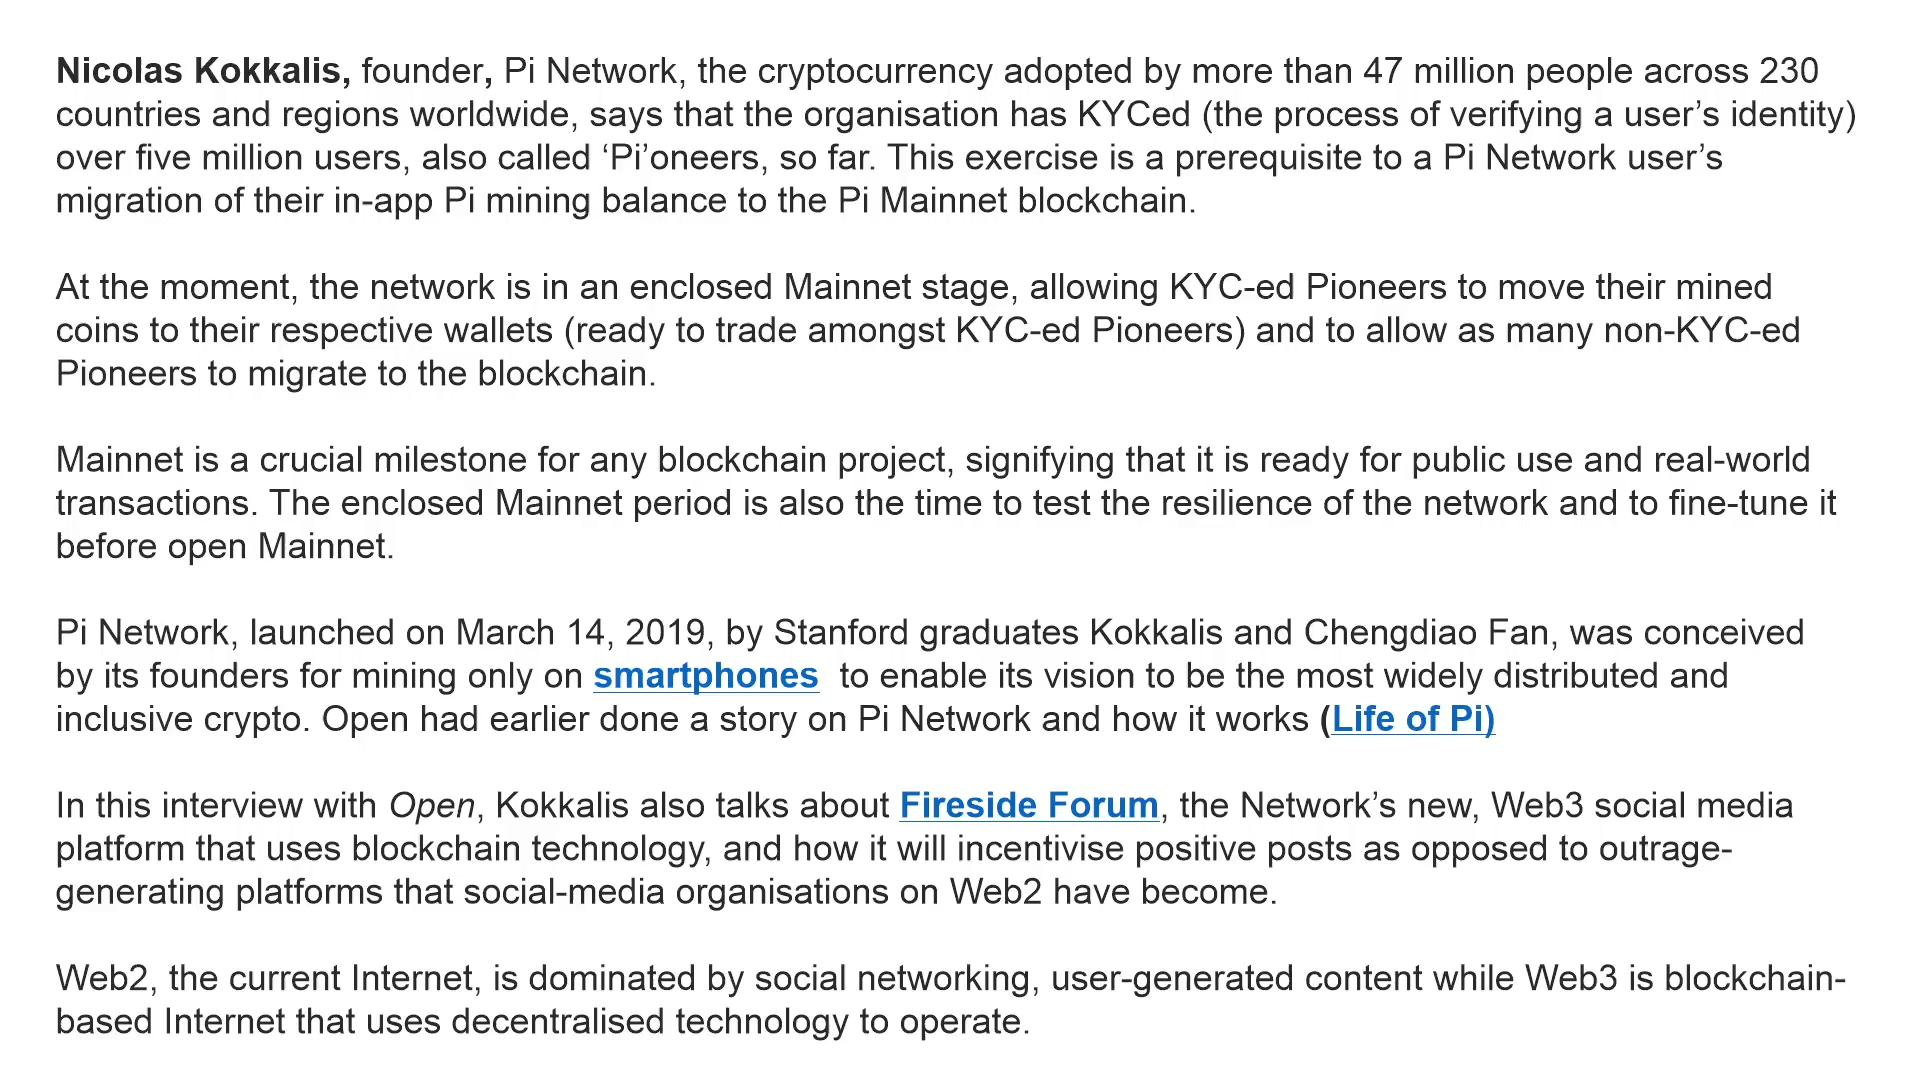 Nicolas Kokkalis, founder, Pi Network, the cryptocurrency adopted by more than 47 million people across 230
countries and regions worldwide, says that the organisation has KYCed (the process of verifying a user’s identity)
over five million users, also called ‘Pi’oneers, so far. This exercise is a prerequisite to a Pi Network user’s
migration of their in-app Pi mining balance to the Pi Mainnet blockchain.
At the moment, the network is in an enclosed Mainnet stage, allowing KYC-ed Pioneers to move their mined
coins to their respective wallets (ready to trade amongst KYC-ed Pioneers) and to allow as many non-KYC-ed
Pioneers to migrate to the blockchain.
Mainnet is a crucial milestone for any blockchain project, signifying that it is ready for public use and real-world
transactions. The enclosed Mainnet period is also the time to test the resilience of the network and to fine-tune it
before open Mainnet.
Pi Network, launched on March 14, 2019, by Stanford graduates Kokkalis and Chengdiao Fan, was conceived
by its founders for mining only on smartphones to enable its vision to be the most widely distributed and
inclusive crypto. Open had earlier done a story on Pi Network and how it works (Life of Pi)
In this interview with Open, Kokkalis also talks about Fireside Forum, the Network’s new, Web3 social media
platform that uses blockchain technology, and how it will incentivise positive posts as opposed to outrage-
generating platforms that social-media organisations on Web2 have become.
Web2, the current Internet, is dominated by social networking, user-generated content while Web3 is blockchain-
based Internet that uses decentralised technology to operate.